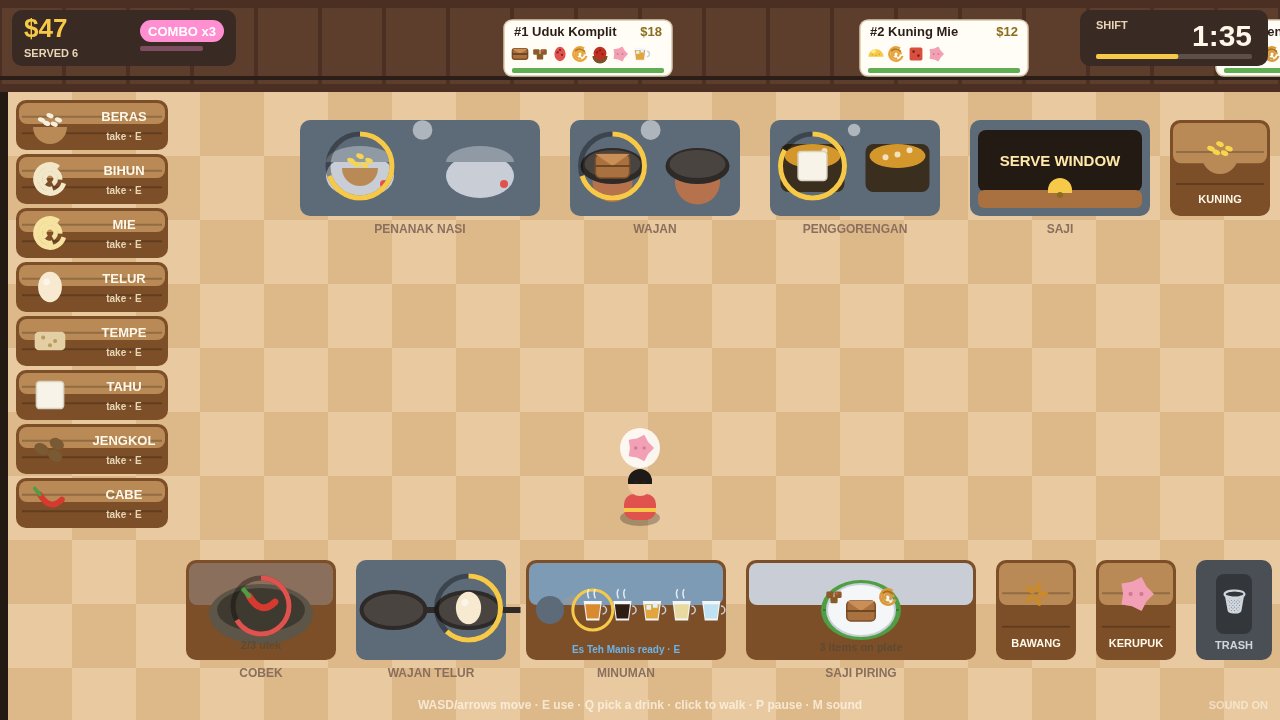 $47
COMBO x3
SERVED 6
#1 Uduk Komplit $18
#2 Kuning Mie $12
SHIFT
1:35
BERAS
take · E
BIHUN
take · E
MIE
take · E
TELUR
take · E
TEMPE
take · E
TAHU
take · E
JENGKOL
take · E
CABE
take · E
PENANAK NASI
WAJAN
PENGGORENGAN
SERVE WINDOW
SAJI
KUNING
2/3 ulek
COBEK
WAJAN TELUR
Es Teh Manis ready · E
MINUMAN
3 items on plate
SAJI PIRING
BAWANG
KERUPUK
TRASH
WASD/arrows move · E use · Q pick a drink · click to walk · P pause · M sound
SOUND ON